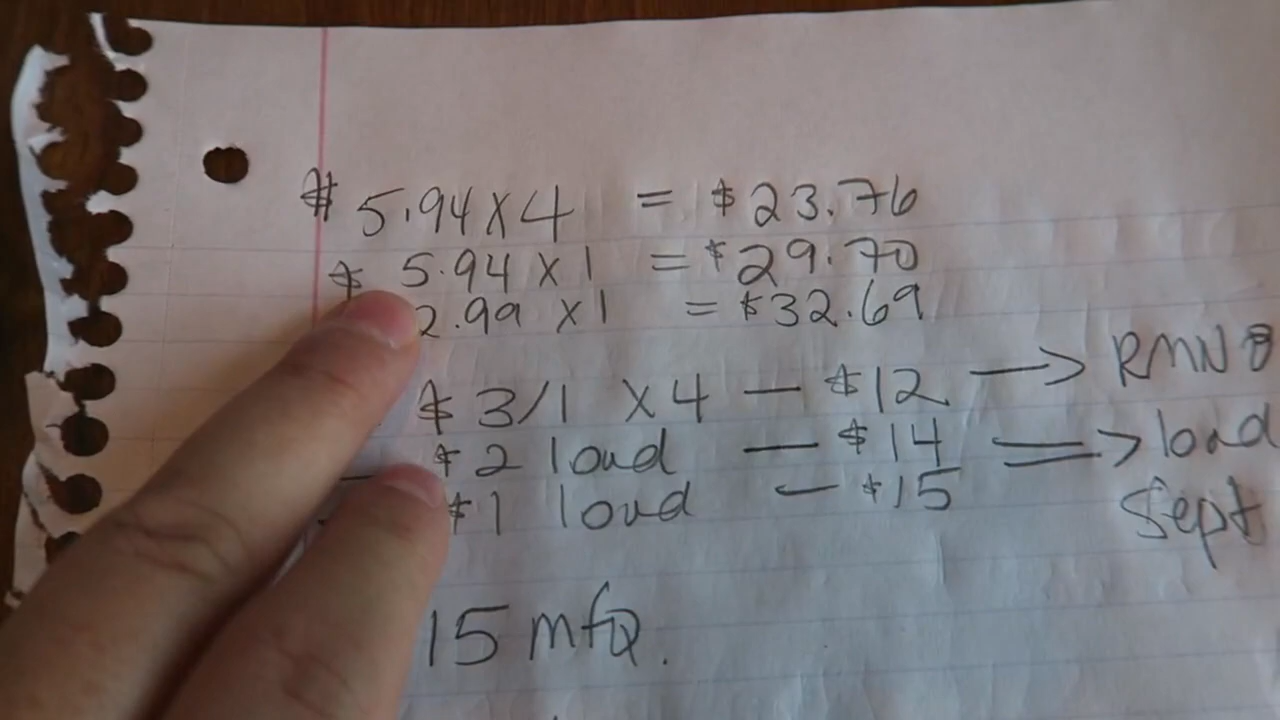 $ 5.94 X 4 = $23.76
$ 5.94 X 1 = $29.70
2.99 X 1 = $32.69
$3/1 X 4 — $12 → RMN 8
$2 load — $14 ⇒ load
$1 load — $15 Sept
15 mfQ.